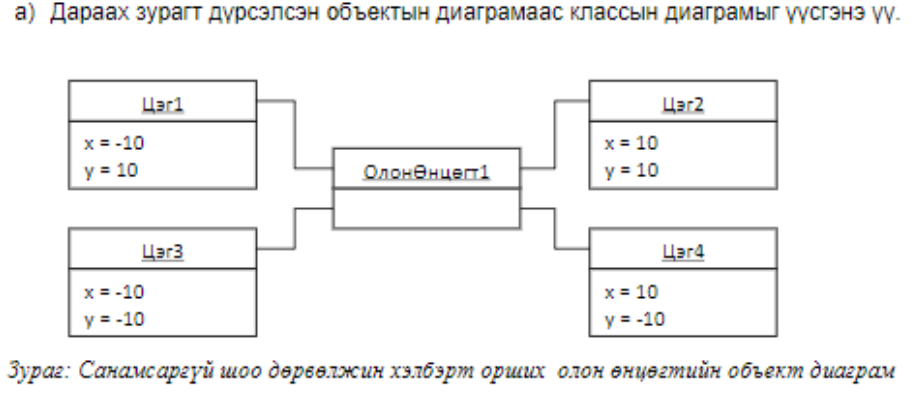 а) Дараах зурагт дүрсэлсэн объектын диаграмаас классын диаграмыг үүсгэнэ үү.
Цэг1
x = -10
y = 10
Цэг2
x = 10
y = 10
ОлонӨнцөгт1
Цэг3
x = -10
y = -10
Цэг4
x = 10
y = -10
Зураг: Санамсаргүй шоо дөрвөлжин хэлбэрт орших олон өнцөгтийн объект диаграм